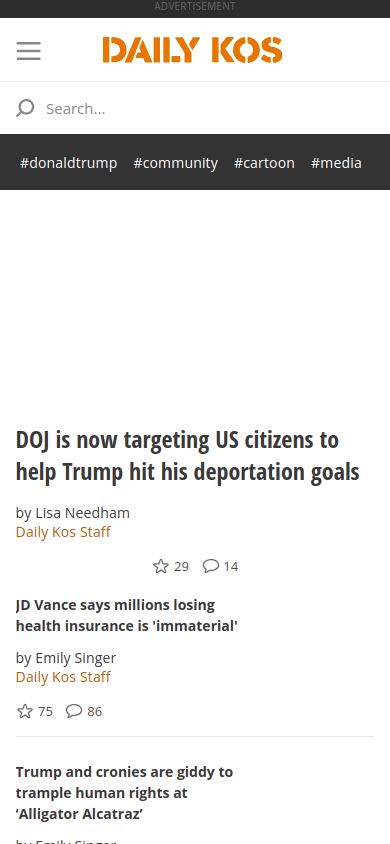 ADVERTISEMENT
DAILY KOS
Search...
#donaldtrump #community #cartoon #media
DOJ is now targeting US citizens to
help Trump hit his deportation goals
by Lisa Needham
Daily Kos Staff
29 14
JD Vance says millions losing
health insurance is 'immaterial'
by Emily Singer
Daily Kos Staff
75 86
Trump and cronies are giddy to
trample human rights at
‘Alligator Alcatraz’
by Emily Singer